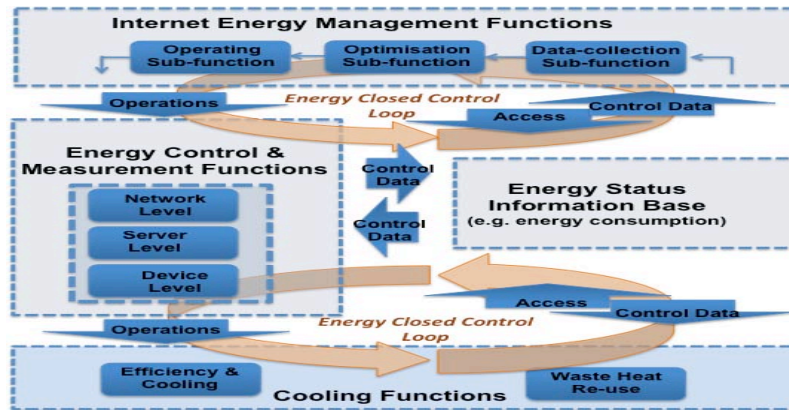 Internet Energy Management Functions
Operating
Sub-function
Optimisation
Sub-function
Data-collection
Sub-function
Operations
Energy Closed Control
Loop
Access
Control Data
Energy Control &
Measurement Functions
Network
Level
Server
Level
Device
Level
Control
Data
Control
Data
Energy Status
Information Base
(e.g. energy consumption)
Operations
Energy Closed Control
Loop
Access
Control Data
Efficiency &
Cooling
Cooling Functions
Waste Heat
Re-use